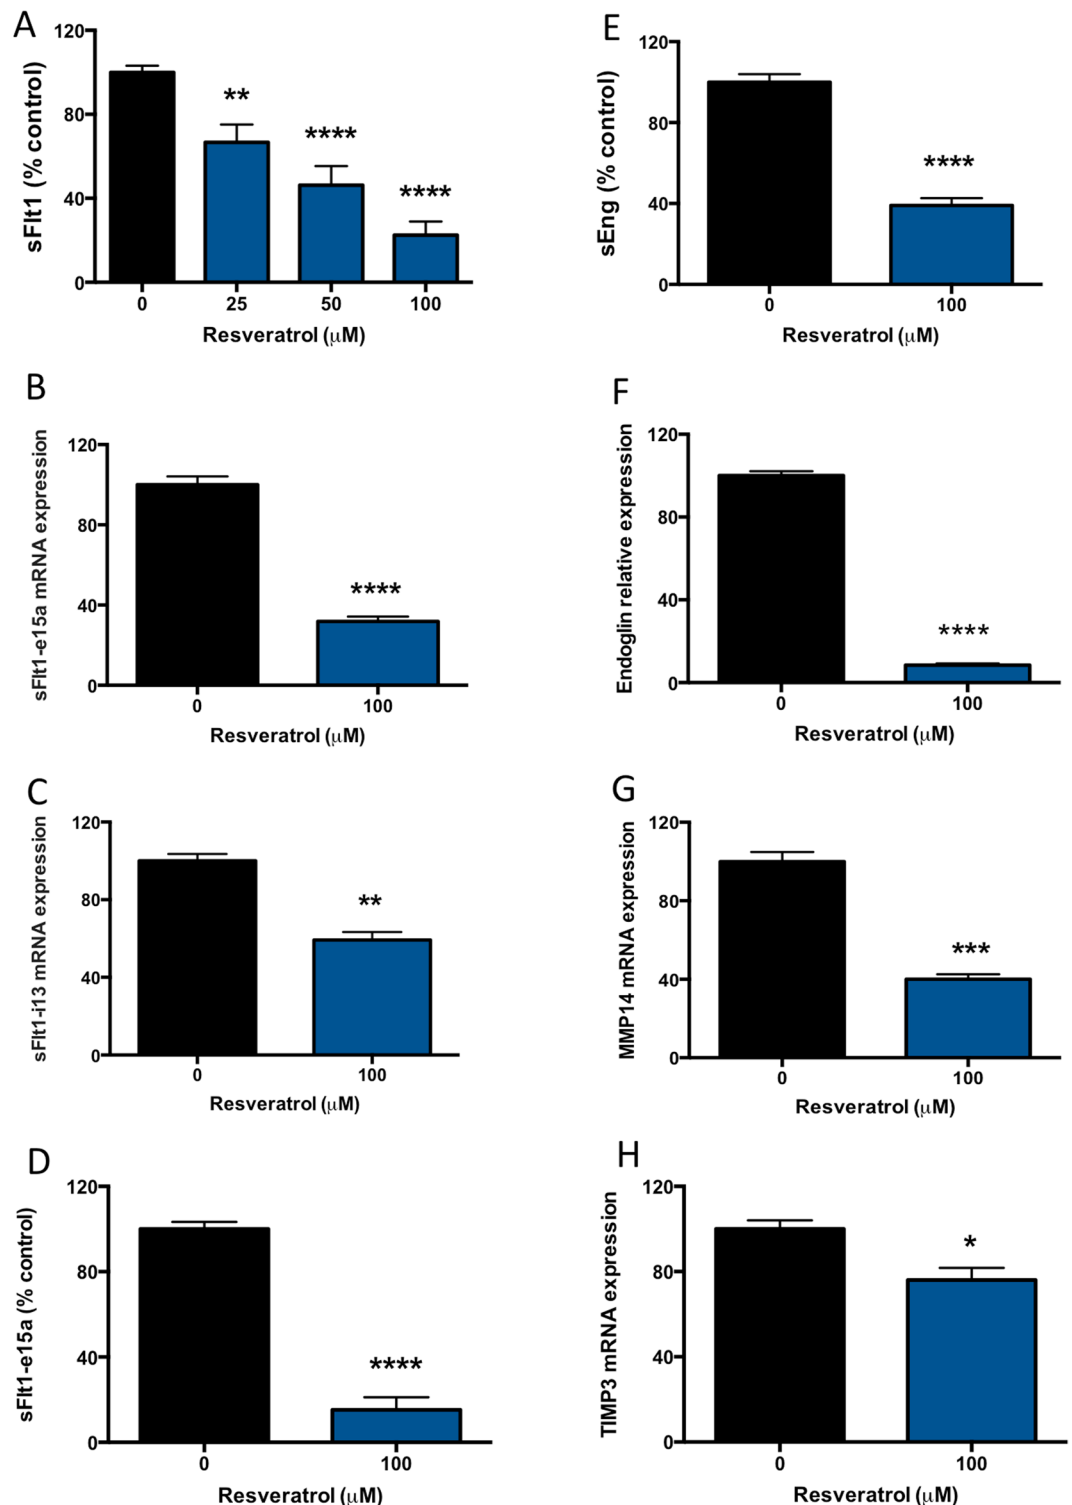 A
sFlt1 (% control)
120
80
40
0
**
****
****
0 25 50 100
Resveratrol (μM)
E
sEng (% control)
120
80
40
0
****
0 100
Resveratrol (μM)
B
sFlt1-e15a mRNA expression
120
80
40
0
****
0 100
Resveratrol (μM)
F
Endoglin relative expression
120
80
40
0
****
0 100
Resveratrol (μM)
C
sFlt1-i13 mRNA expression
120
80
40
0
**
0 100
Resveratrol (μM)
G
MMP14 mRNA expression
120
80
40
0
***
0 100
Resveratrol (μM)
D
sFlt1-e15a (% control)
120
80
40
0
****
0 100
Resveratrol (μM)
H
TIMP3 mRNA expression
120
80
40
0
*
0 100
Resveratrol (μM)